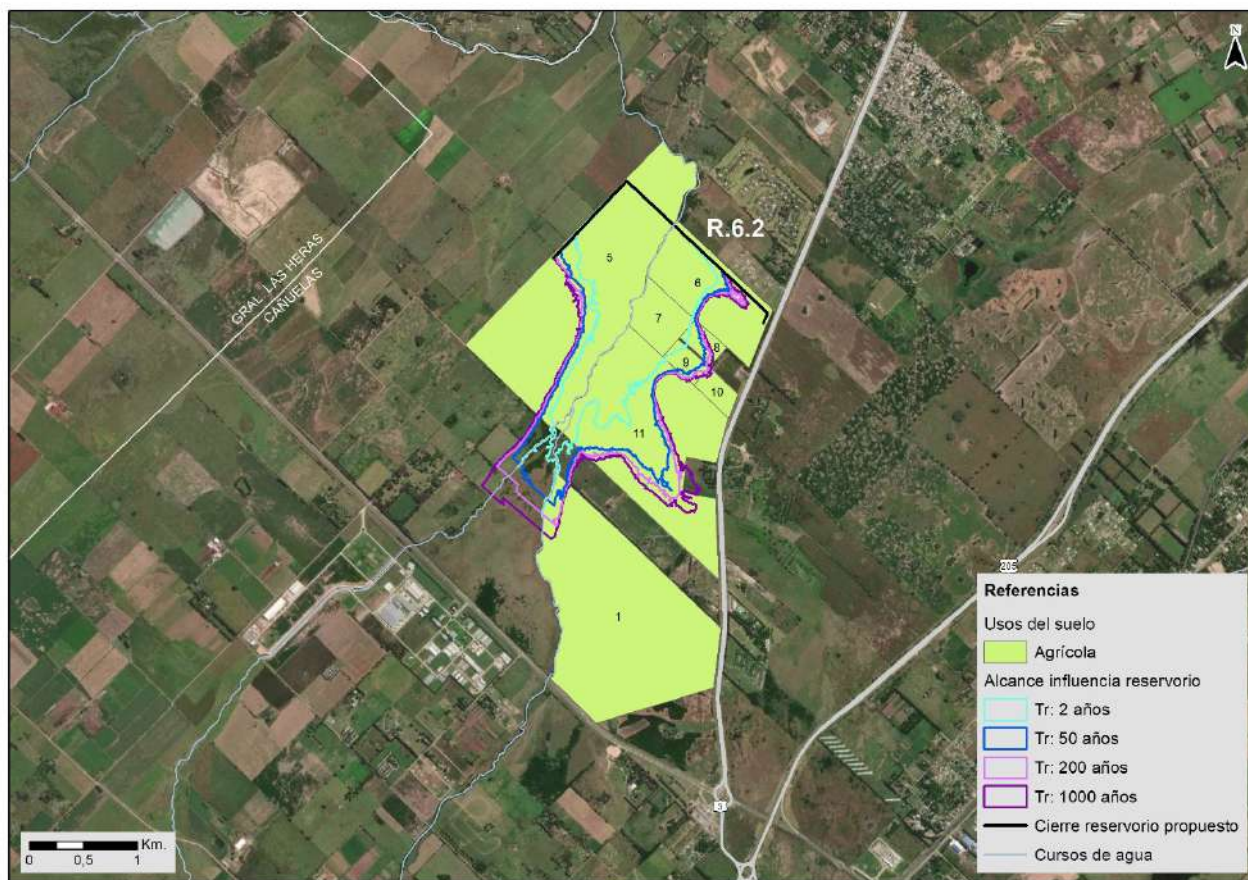 N
R.6.2
5
6
7
8
9
10
11
1
GRAL. LAS HERAS
CAÑUELAS
205
3
Referencias
Usos del suelo
Agrícola
Alcance influencia reservorio
Tr: 2 años
Tr: 50 años
Tr: 200 años
Tr: 1000 años
Cierre reservorio propuesto
Cursos de agua
Km.
0 0,5 1